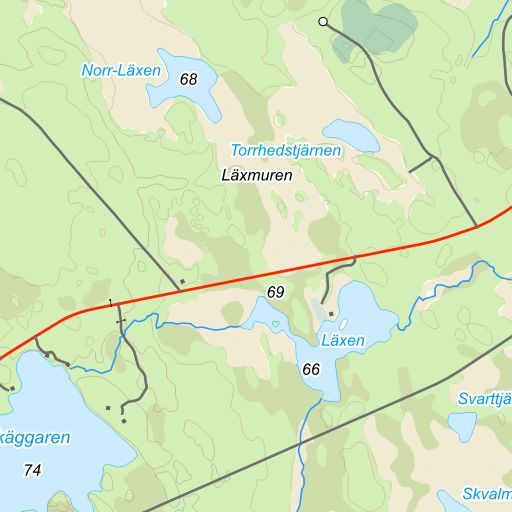 Norr-Läxen
68
Torrhedstjärnen
Läxmuren
69
Läxen
66
Svarttjä
käggaren
74
Skvalm